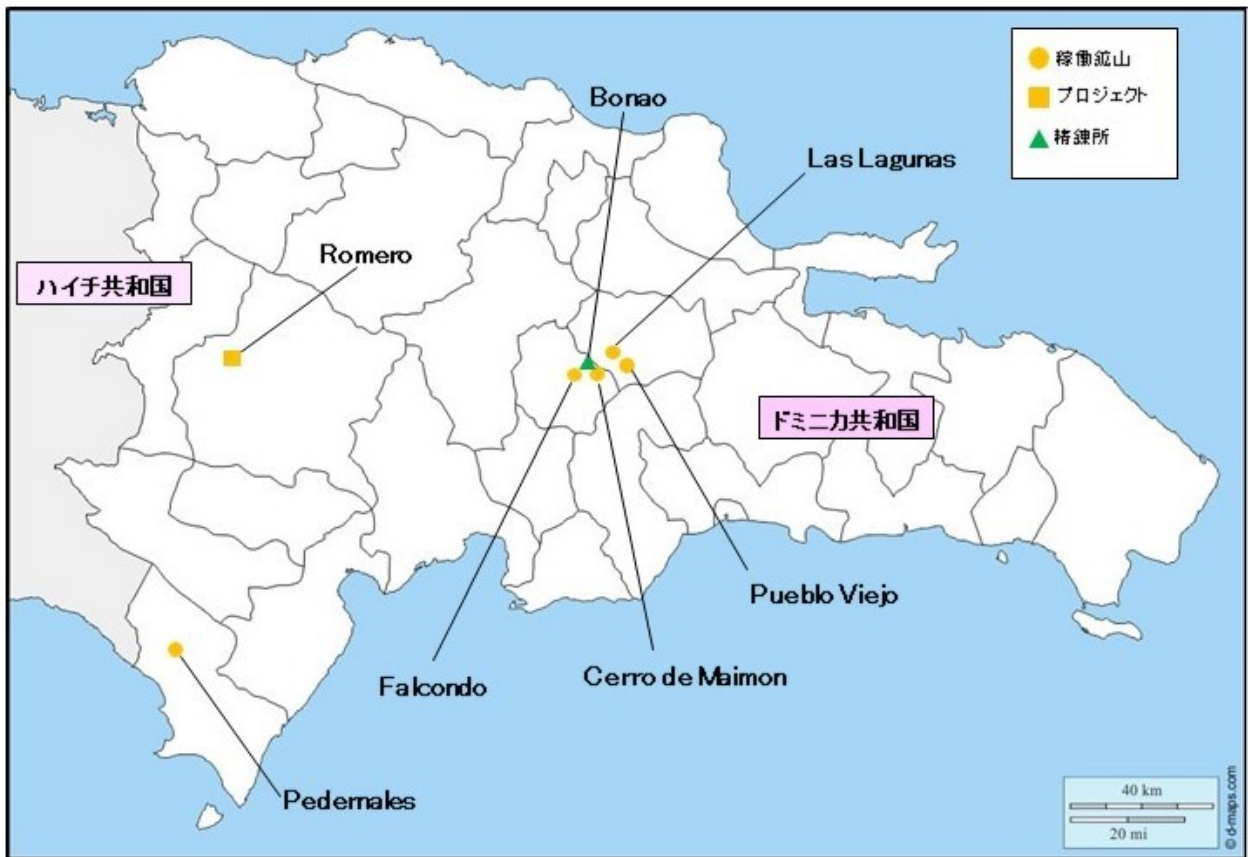 稼働鉱山
プロジェクト
精錬所
Bonao
Las Lagunas
Romero
ハイチ共和国
ドミニカ共和国
Pueblo Viejo
Cerro de Maimon
Falcondo
Pedernales
40 km
20 mi
© d-maps.com